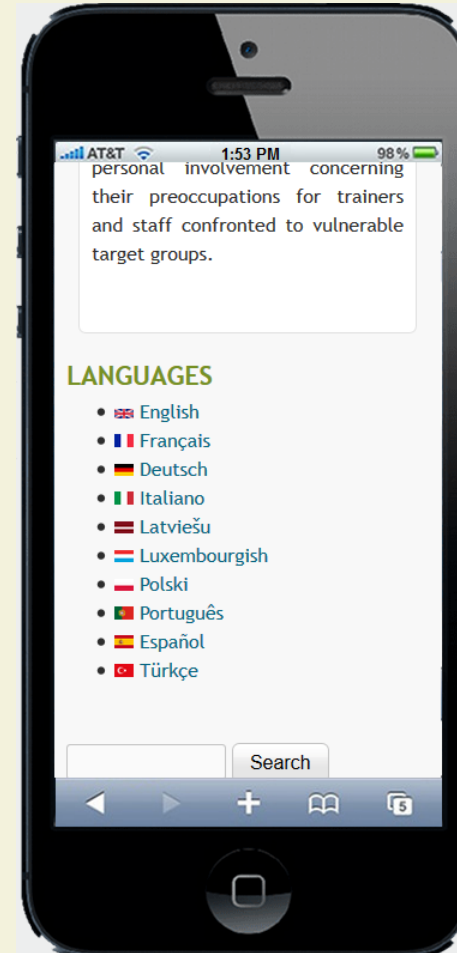 AT&T 1:53 PM 98%
personal involvement concerning
their preoccupations for trainers
and staff confronted to vulnerable
target groups.
LANGUAGES
English
Français
Deutsch
Italiano
Latviešu
Luxembourgish
Polski
Português
Español
Türkçe
Search
5